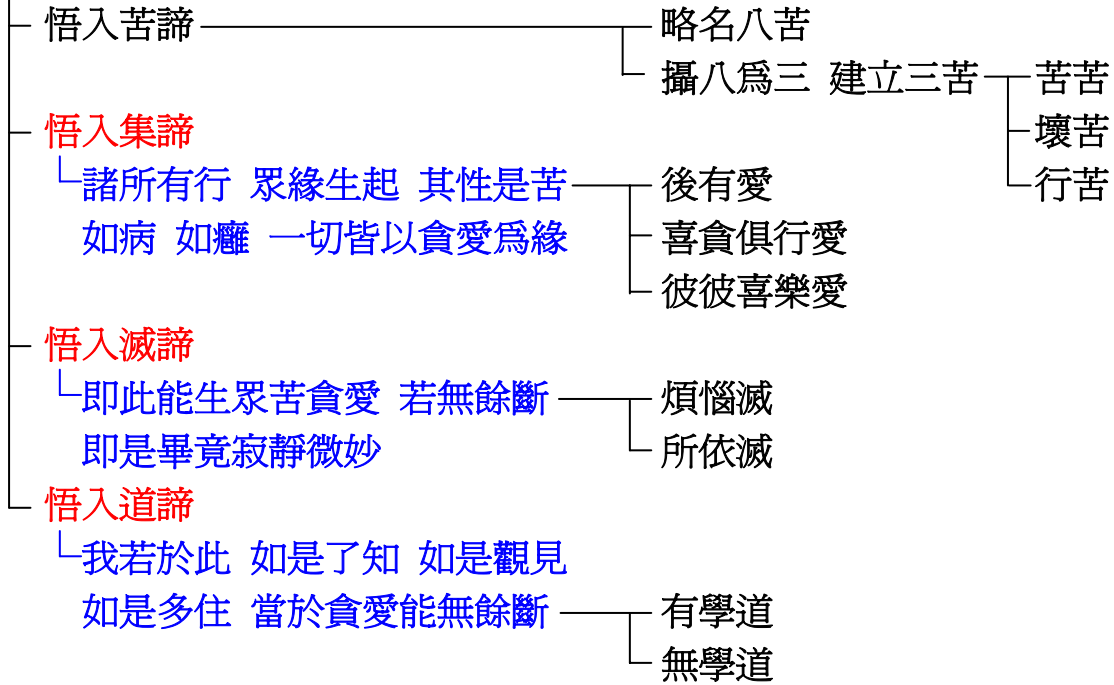 悟入苦諦 略名八苦
攝八爲三 建立三苦 苦苦
悟入集諦 壞苦
諸所有行 眾緣生起 其性是苦 後有愛 行苦
如病 如癰 一切皆以貪愛爲緣 喜貪俱行愛
彼彼喜樂愛
悟入滅諦
即此能生眾苦貪愛 若無餘斷 煩惱滅
即是畢竟寂靜微妙 所依滅
悟入道諦
我若於此 如是了知 如是觀見
如是多住 當於貪愛能無餘斷 有學道
無學道